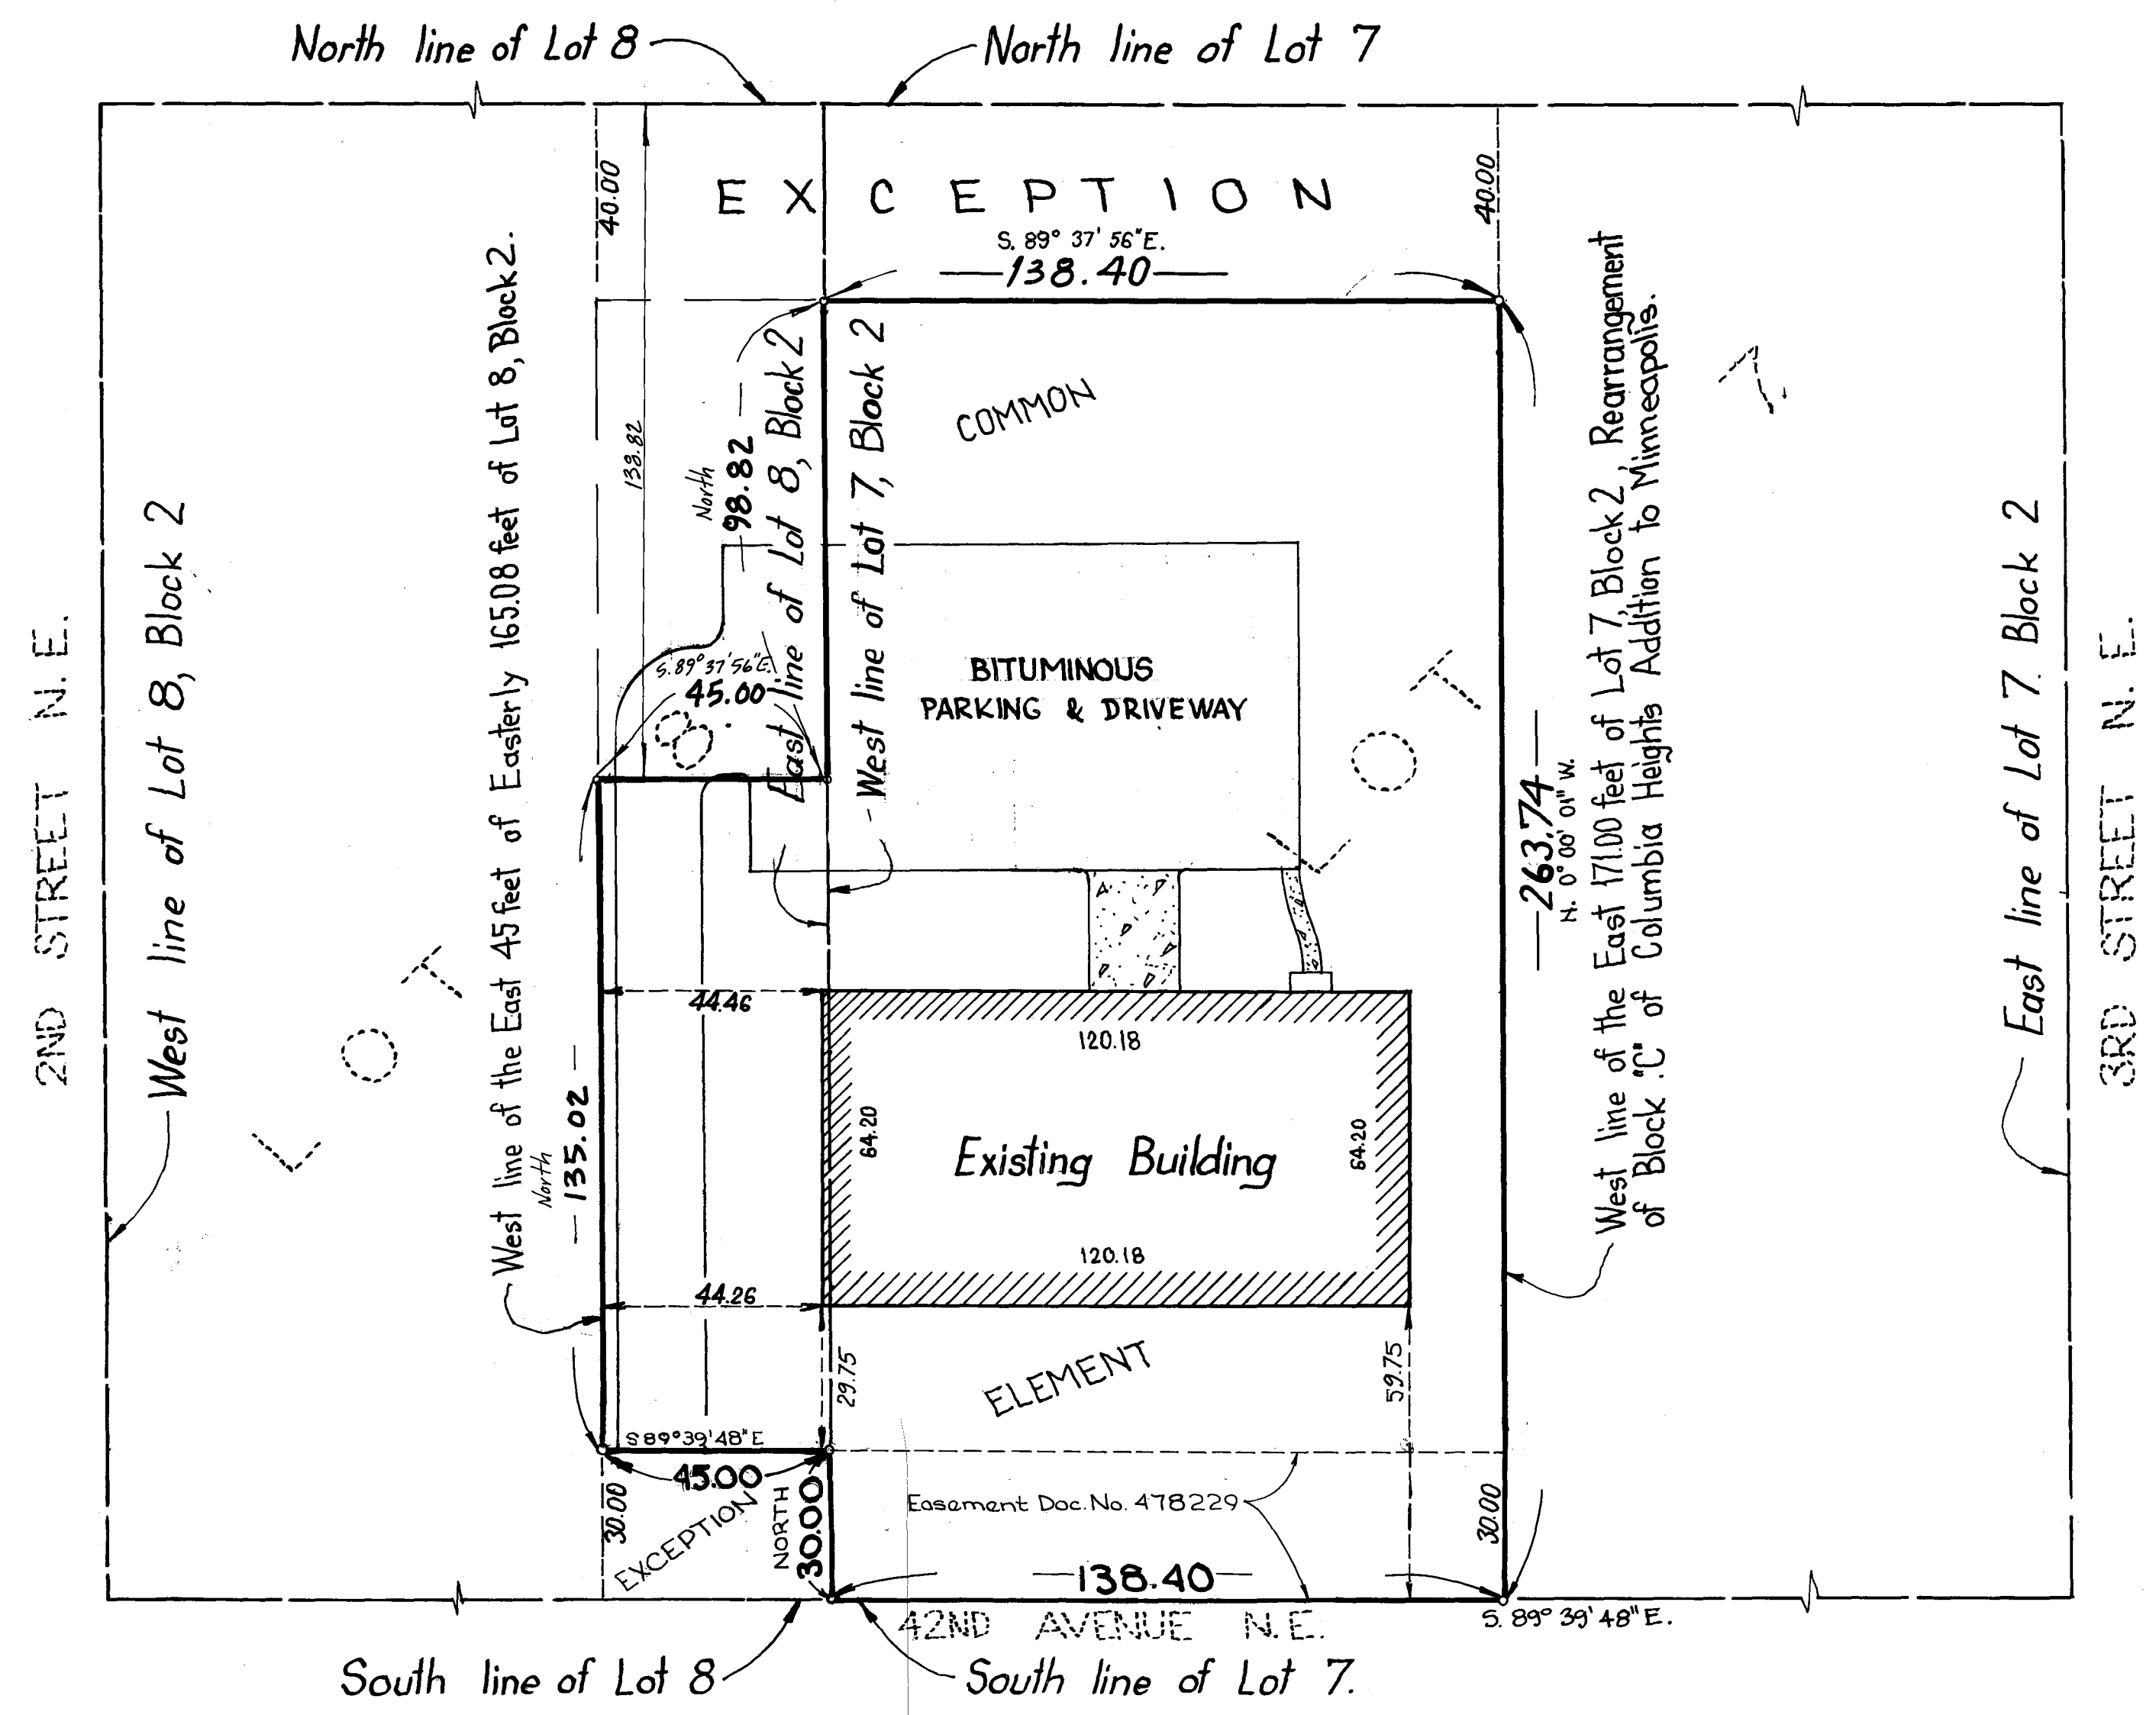 North line of Lot 8
North line of Lot 7
40.00
EXCEPTION
40.00
S. 89° 37' 56" E.
138.40
138.82
North
98.82
East line of Lot 8, Block 2
West line of Lot 7, Block 2
COMMON
2ND STREET N.E.
West line of Lot 8, Block 2
LOT 8
West line of the East 45 feet of Easterly 165.08 feet of Lot 8, Block 2.
S. 89° 37' 56" E.
45.00
BITUMINOUS
PARKING & DRIVEWAY
LOT 7
263.74
N. 0° 00' 01" W.
West line of the East 171.00 feet of Lot 7, Block 2, Rearrangement
of Block "C" of Columbia Heights Addition to Minneapolis.
East line of Lot 7. Block 2
3RD STREET N.E.
North
135.02
44.46
120.18
64.20
Existing Building
64.20
120.18
44.26
29.75
ELEMENT
59.75
S 89° 39' 48" E
45.00
30.00
EXCEPTION
NORTH
30.00
Easement Doc. No. 478229
30.00
138.40
42ND AVENUE N.E.
S. 89° 39' 48" E.
South line of Lot 8
South line of Lot 7.